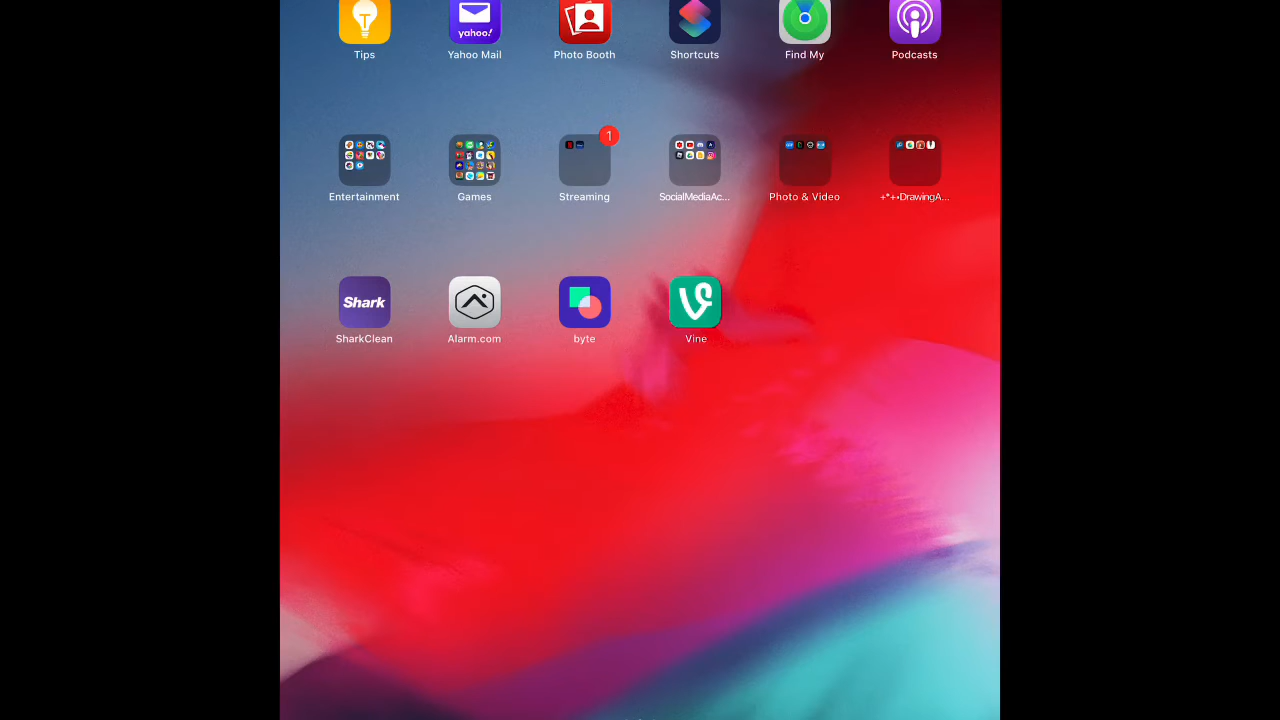 yahoo!
Tips
Yahoo Mail
Photo Booth
Shortcuts
Find My
Podcasts
1
Entertainment
Games
Streaming
SocialMediaAc...
Photo & Video
+*+•DrawingA...
Shark
SharkClean
Alarm.com
byte
Vine